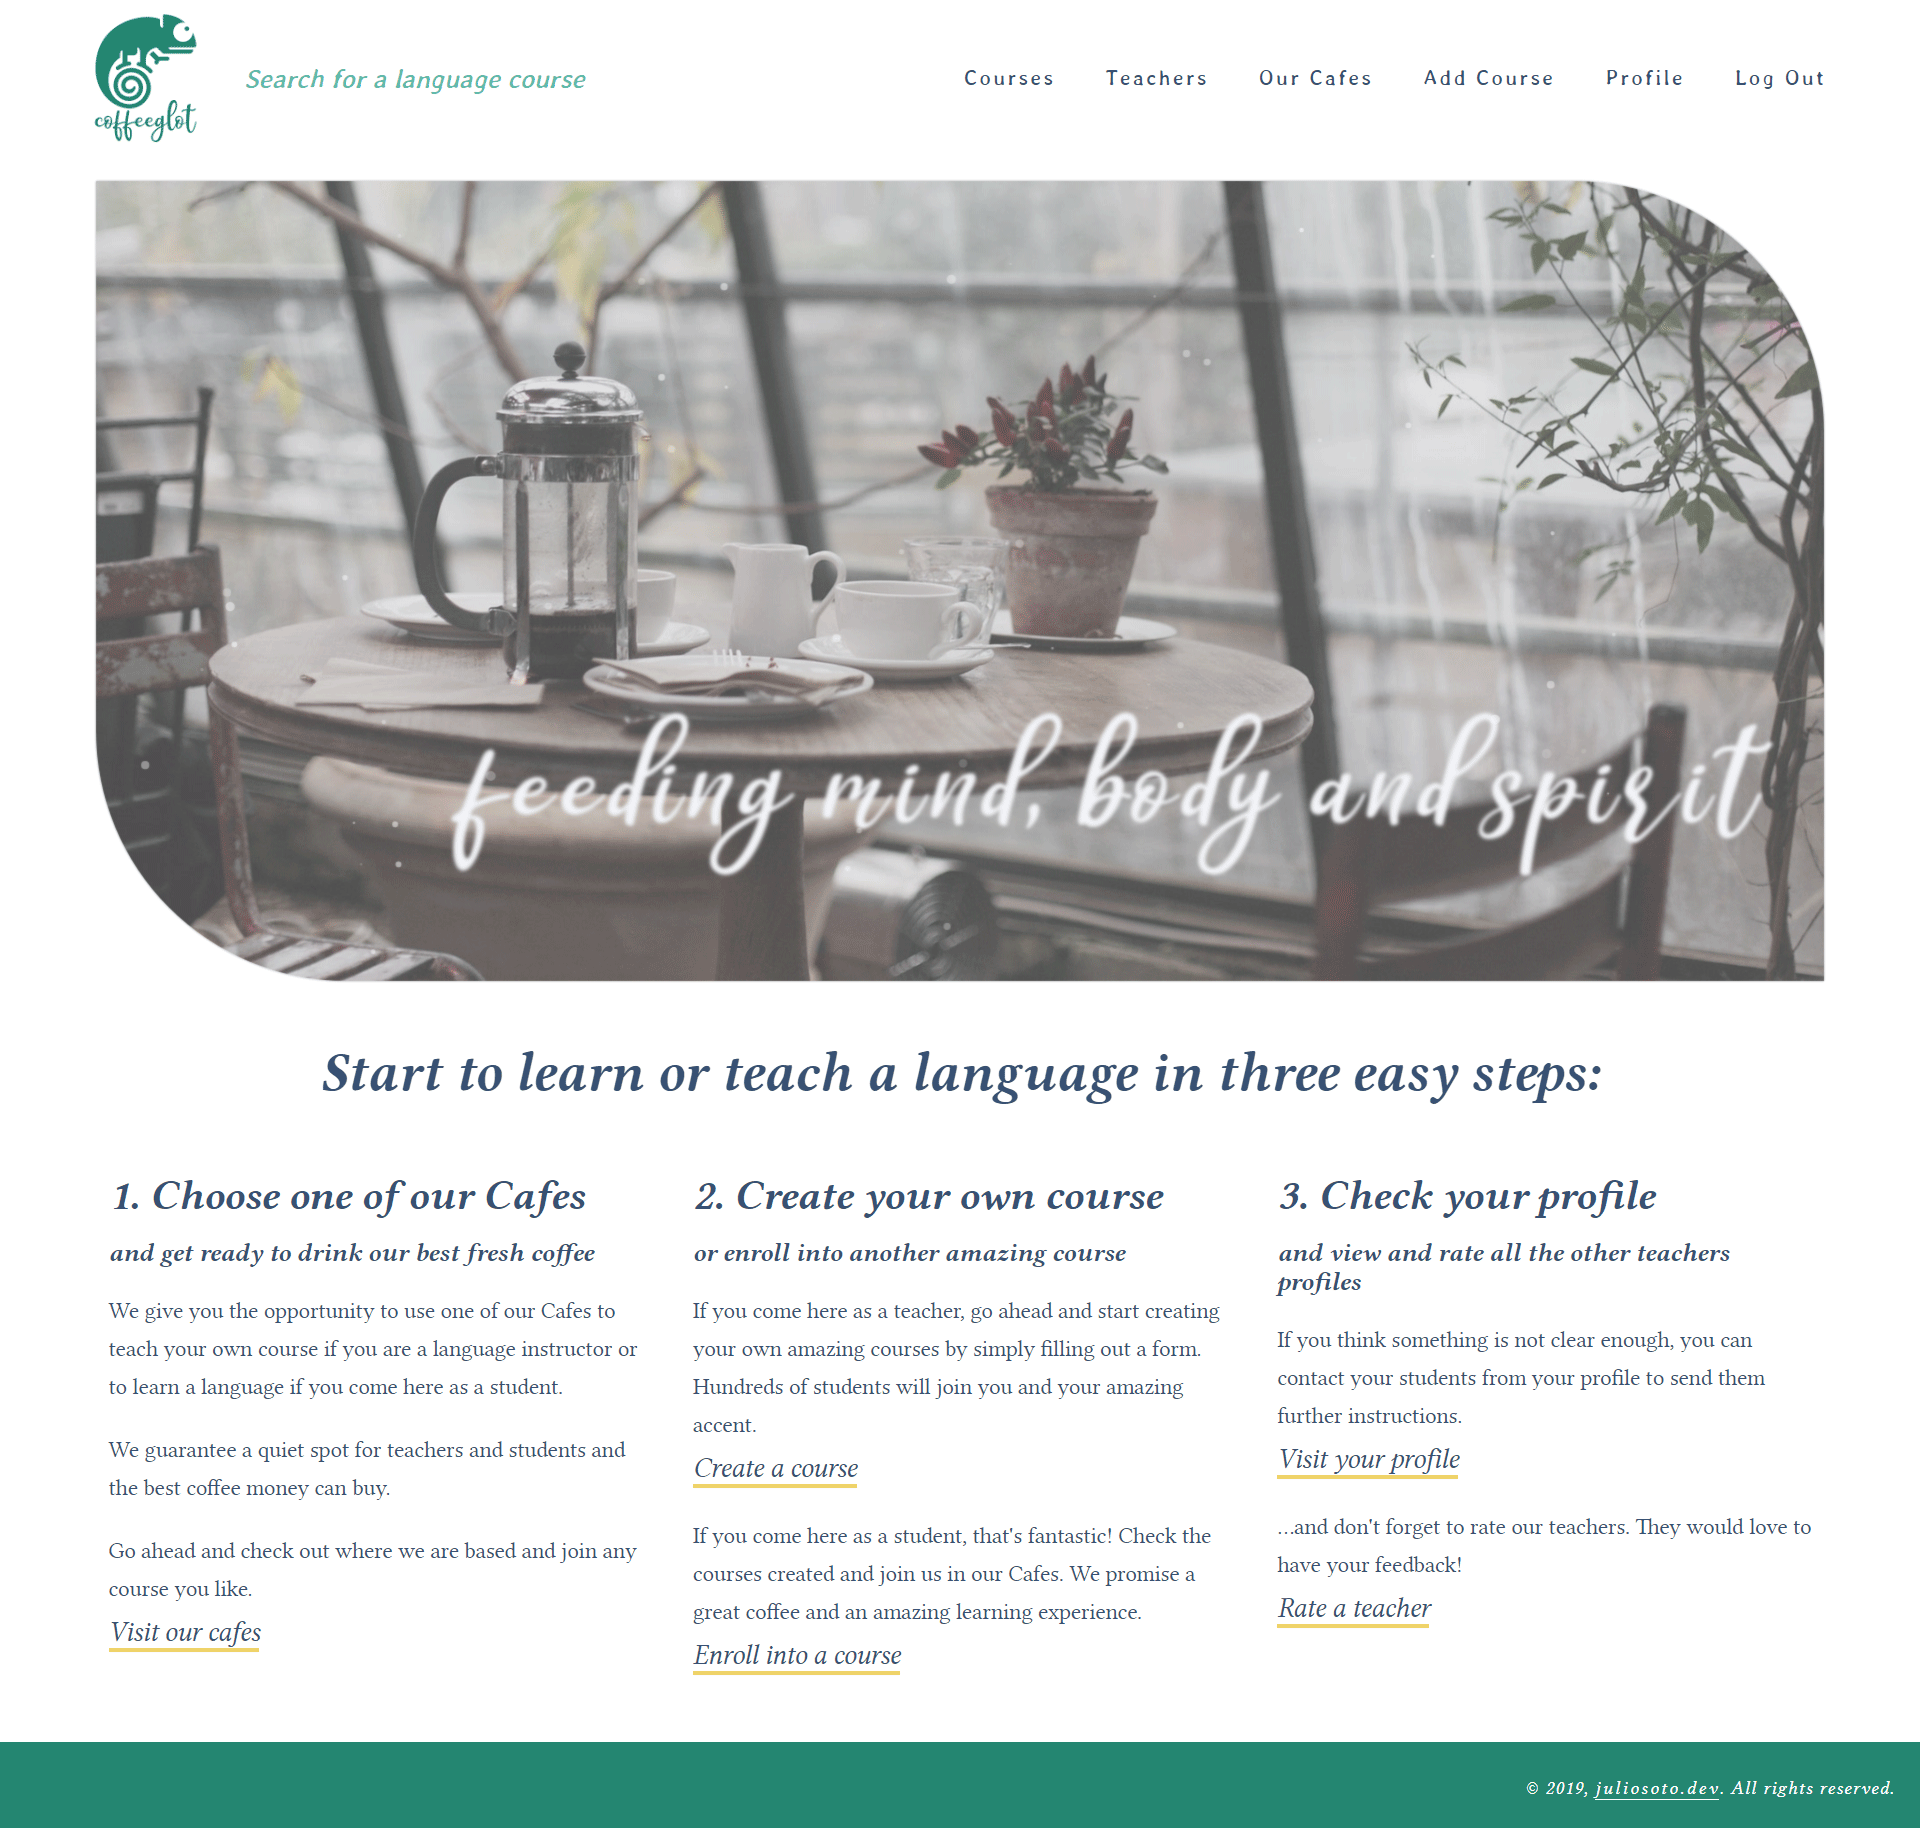 coffeeglot
Search for a language course
Courses Teachers Our Cafes Add Course Profile Log Out
feeding mind, body and spirit
Start to learn or teach a language in three easy steps:
1. Choose one of our Cafes
and get ready to drink our best fresh coffee
We give you the opportunity to use one of our Cafes to
teach your own course if you are a language instructor or
to learn a language if you come here as a student.
We guarantee a quiet spot for teachers and students and
the best coffee money can buy.
Go ahead and check out where we are based and join any
course you like.
Visit our cafes
2. Create your own course
or enroll into another amazing course
If you come here as a teacher, go ahead and start creating
your own amazing courses by simply filling out a form.
Hundreds of students will join you and your amazing
accent.
Create a course
If you come here as a student, that's fantastic! Check the
courses created and join us in our Cafes. We promise a
great coffee and an amazing learning experience.
Enroll into a course
3. Check your profile
and view and rate all the other teachers
profiles
If you think something is not clear enough, you can
contact your students from your profile to send them
further instructions.
Visit your profile
...and don't forget to rate our teachers. They would love to
have your feedback!
Rate a teacher
© 2019, juliosoto.dev. All rights reserved.